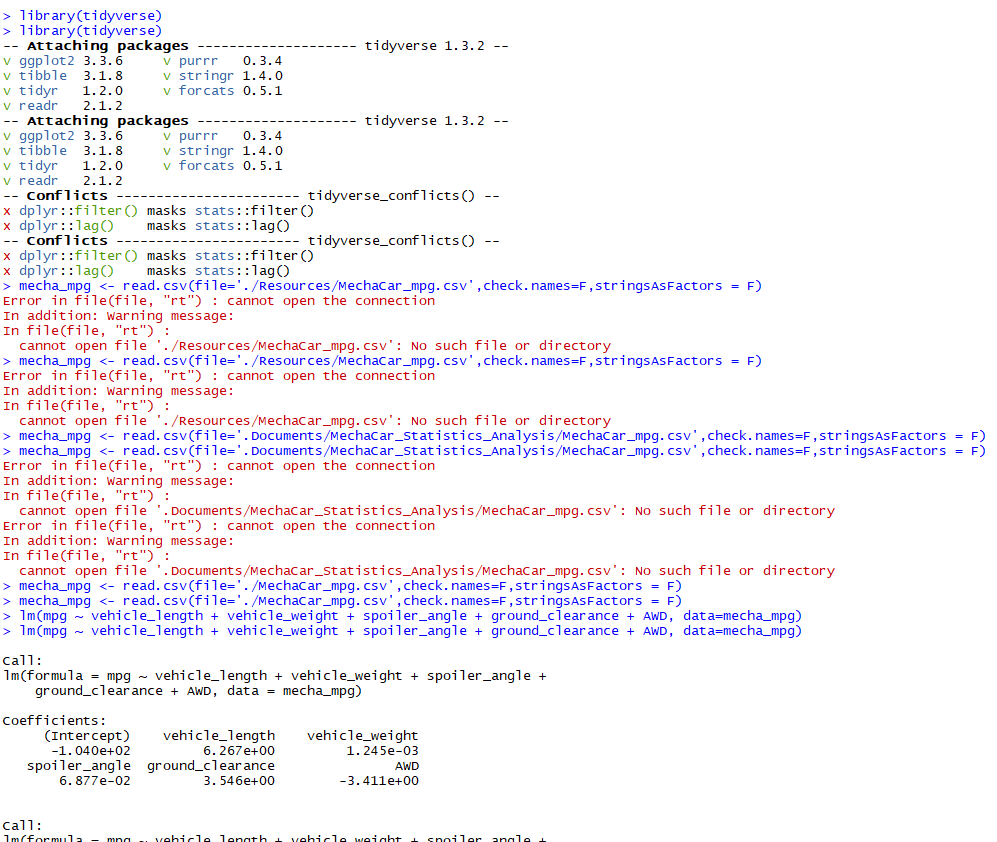 > library(tidyverse)
> library(tidyverse)
-- Attaching packages -------------------- tidyverse 1.3.2 --
v ggplot2 3.3.6     v purrr   0.3.4
v tibble  3.1.8     v stringr 1.4.0
v tidyr   1.2.0     v forcats 0.5.1
v readr   2.1.2
-- Attaching packages -------------------- tidyverse 1.3.2 --
v ggplot2 3.3.6     v purrr   0.3.4
v tibble  3.1.8     v stringr 1.4.0
v tidyr   1.2.0     v forcats 0.5.1
v readr   2.1.2
-- Conflicts ----------------------- tidyverse_conflicts() --
x dplyr::filter() masks stats::filter()
x dplyr::lag()    masks stats::lag()
-- Conflicts ----------------------- tidyverse_conflicts() --
x dplyr::filter() masks stats::filter()
x dplyr::lag()    masks stats::lag()
> mecha_mpg <- read.csv(file='./Resources/MechaCar_mpg.csv',check.names=F,stringsAsFactors = F)
Error in file(file, "rt") : cannot open the connection
In addition: Warning message:
In file(file, "rt") :
  cannot open file './Resources/MechaCar_mpg.csv': No such file or directory
> mecha_mpg <- read.csv(file='./Resources/MechaCar_mpg.csv',check.names=F,stringsAsFactors = F)
Error in file(file, "rt") : cannot open the connection
In addition: Warning message:
In file(file, "rt") :
  cannot open file './Resources/MechaCar_mpg.csv': No such file or directory
> mecha_mpg <- read.csv(file='.Documents/MechaCar_Statistics_Analysis/MechaCar_mpg.csv',check.names=F,stringsAsFactors = F)
> mecha_mpg <- read.csv(file='.Documents/MechaCar_Statistics_Analysis/MechaCar_mpg.csv',check.names=F,stringsAsFactors = F)
Error in file(file, "rt") : cannot open the connection
In addition: Warning message:
In file(file, "rt") :
  cannot open file '.Documents/MechaCar_Statistics_Analysis/MechaCar_mpg.csv': No such file or directory
Error in file(file, "rt") : cannot open the connection
In addition: Warning message:
In file(file, "rt") :
  cannot open file '.Documents/MechaCar_Statistics_Analysis/MechaCar_mpg.csv': No such file or directory
> mecha_mpg <- read.csv(file='./MechaCar_mpg.csv',check.names=F,stringsAsFactors = F)
> mecha_mpg <- read.csv(file='./MechaCar_mpg.csv',check.names=F,stringsAsFactors = F)
> lm(mpg ~ vehicle_length + vehicle_weight + spoiler_angle + ground_clearance + AWD, data=mecha_mpg)
> lm(mpg ~ vehicle_length + vehicle_weight + spoiler_angle + ground_clearance + AWD, data=mecha_mpg)
Call:
lm(formula = mpg ~ vehicle_length + vehicle_weight + spoiler_angle +
    ground_clearance + AWD, data = mecha_mpg)
Coefficients:
     (Intercept)    vehicle_length    vehicle_weight
      -1.040e+02         6.267e+00         1.245e-03
   spoiler_angle  ground_clearance               AWD
       6.877e-02         3.546e+00        -3.411e+00
Call:
lm(formula = mpg ~ vehicle_length + vehicle_weight + spoiler_angle +